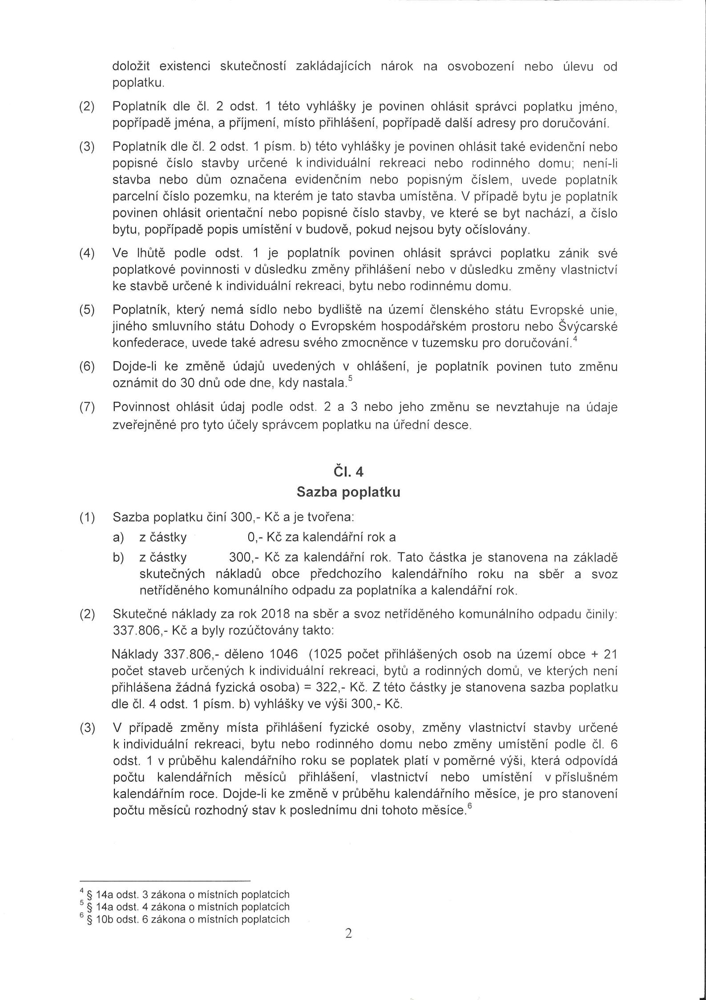 doložit existenci skutečností zakládajících nárok na osvobození nebo úlevu od
poplatku.
(2) Poplatník dle čl. 2 odst. 1 této vyhlášky je povinen ohlásit správci poplatku jméno,
popřípadě jména, a příjmení, místo přihlášení, popřípadě další adresy pro doručování.
(3) Poplatník dle čl. 2 odst. 1 písm. b) této vyhlášky je povinen ohlásit také evidenční nebo
popisné číslo stavby určené k individuální rekreaci nebo rodinného domu; není-li
stavba nebo dům označena evidenčním nebo popisným číslem, uvede poplatník
parcelní číslo pozemku, na kterém je tato stavba umístěna. V případě bytu je poplatník
povinen ohlásit orientační nebo popisné číslo stavby, ve které se byt nachází, a číslo
bytu, popřípadě popis umístění v budově, pokud nejsou byty očíslovány.
(4) Ve lhůtě podle odst. 1 je poplatník povinen ohlásit správci poplatku zánik své
poplatkové povinnosti v důsledku změny přihlášení nebo v důsledku změny vlastnictví
ke stavbě určené k individuální rekreaci, bytu nebo rodinnému domu.
(5) Poplatník, který nemá sídlo nebo bydliště na území členského státu Evropské unie,
jiného smluvního státu Dohody o Evropském hospodářském prostoru nebo Švýcarské
konfederace, uvede také adresu svého zmocněnce v tuzemsku pro doručování.4
(6) Dojde-li ke změně údajů uvedených v ohlášení, je poplatník povinen tuto změnu
oznámit do 30 dnů ode dne, kdy nastala.5
(7) Povinnost ohlásit údaj podle odst. 2 a 3 nebo jeho změnu se nevztahuje na údaje
zveřejněné pro tyto účely správcem poplatku na úřední desce.
Čl. 4
Sazba poplatku
(1) Sazba poplatku činí 300,- Kč a je tvořena:
a) z částky 0,- Kč za kalendářní rok a
b) z částky 300,- Kč za kalendářní rok. Tato částka je stanovena na základě
skutečných nákladů obce předchozího kalendářního roku na sběr a svoz
netříděného komunálního odpadu za poplatníka a kalendářní rok.
(2) Skutečné náklady za rok 2018 na sběr a svoz netříděného komunálního odpadu činily:
337.806,- Kč a byly rozúčtovány takto:
Náklady 337.806,- děleno 1046 (1025 počet přihlášených osob na území obce + 21
počet staveb určených k individuální rekreaci, bytů a rodinných domů, ve kterých není
přihlášena žádná fyzická osoba) = 322,- Kč. Z této částky je stanovena sazba poplatku
dle čl. 4 odst. 1 písm. b) vyhlášky ve výši 300,- Kč.
(3) V případě změny místa přihlášení fyzické osoby, změny vlastnictví stavby určené
k individuální rekreaci, bytu nebo rodinného domu nebo změny umístění podle čl. 6
odst. 1 v průběhu kalendářního roku se poplatek platí v poměrné výši, která odpovídá
počtu kalendářních měsíců přihlášení, vlastnictví nebo umístění v příslušném
kalendářním roce. Dojde-li ke změně v průběhu kalendářního měsíce, je pro stanovení
počtu měsíců rozhodný stav k poslednímu dni tohoto měsíce.6
4 § 14a odst. 3 zákona o místních poplatcích
5 § 14a odst. 4 zákona o místních poplatcích
6 § 10b odst. 6 zákona o místních poplatcích
2